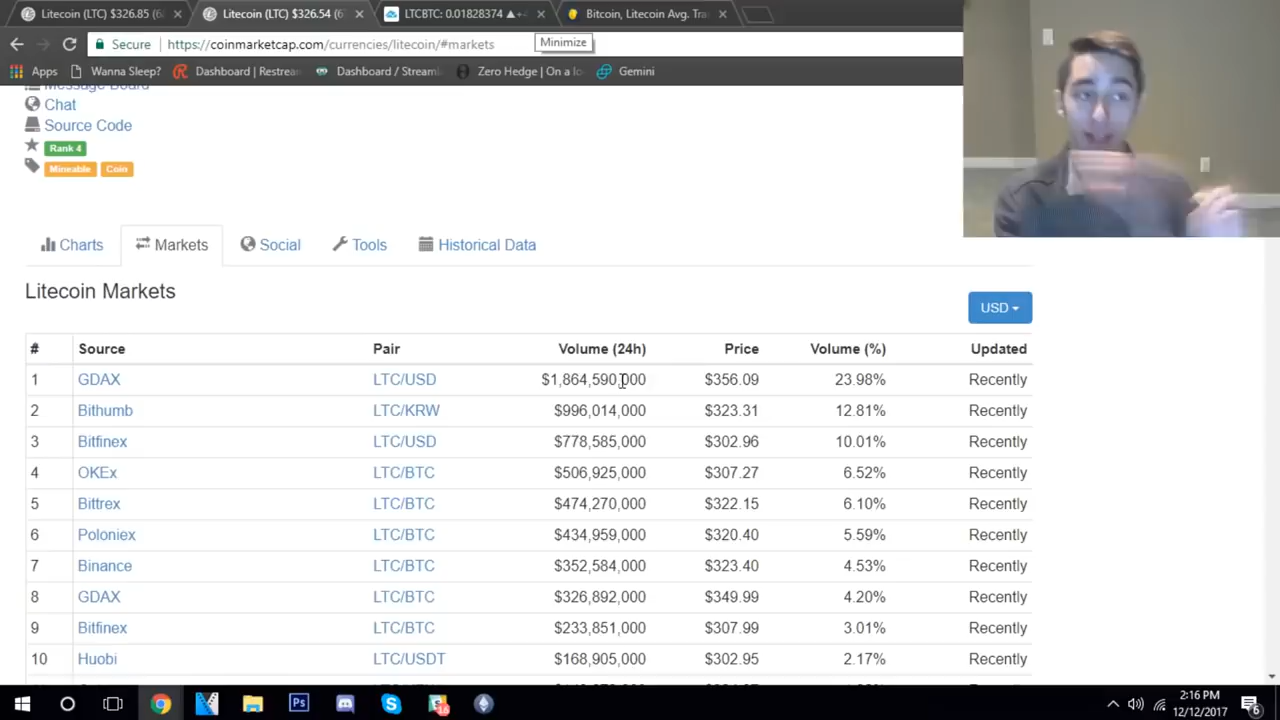 Litecoin (LTC) $326.85 (6
Litecoin (LTC) $326.54 (6
LTCBTC: 0.01828374 ▲+4
Bitcoin, Litecoin Avg. Tra
Secure
https://coinmarketcap.com/currencies/litecoin/#markets
Minimize
Apps
Wanna Sleep?
Dashboard | Restrea
Dashboard / Streaml
Zero Hedge | On a lo
Gemini
Message Board
Chat
Source Code
Rank 4
Mineable Coin
Charts Markets Social Tools Historical Data
Litecoin Markets
USD
# Source Pair Volume (24h) Price Volume (%) Updated
1 GDAX LTC/USD $1,864,590,000 $356.09 23.98% Recently
2 Bithumb LTC/KRW $996,014,000 $323.31 12.81% Recently
3 Bitfinex LTC/USD $778,585,000 $302.96 10.01% Recently
4 OKEx LTC/BTC $506,925,000 $307.27 6.52% Recently
5 Bittrex LTC/BTC $474,270,000 $322.15 6.10% Recently
6 Poloniex LTC/BTC $434,959,000 $320.40 5.59% Recently
7 Binance LTC/BTC $352,584,000 $323.40 4.53% Recently
8 GDAX LTC/BTC $326,892,000 $349.99 4.20% Recently
9 Bitfinex LTC/BTC $233,851,000 $307.99 3.01% Recently
10 Huobi LTC/USDT $168,905,000 $302.95 2.17% Recently
2:16 PM
12/12/2017